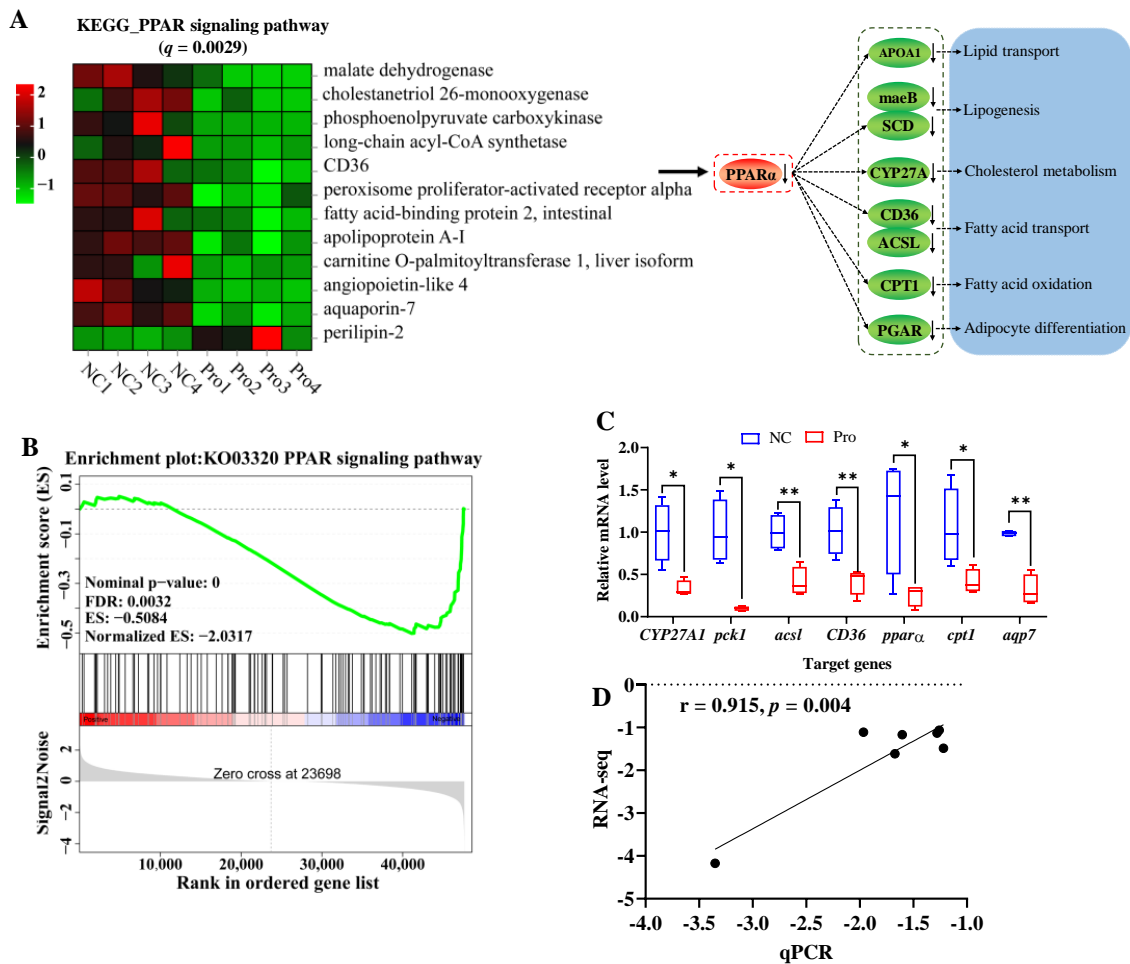 A
KEGG_PPAR signaling pathway
(q = 0.0029)
2
1
0
−1
malate dehydrogenase
cholestanetriol 26-monooxygenase
phosphoenolpyruvate carboxykinase
long-chain acyl-CoA synthetase
CD36
peroxisome proliferator-activated receptor alpha
fatty acid-binding protein 2, intestinal
apolipoprotein A-I
carnitine O-palmitoyltransferase 1, liver isoform
angiopoietin-like 4
aquaporin-7
perilipin-2
NC1 NC2 NC3 NC4 Pro1 Pro2 Pro3 Pro4
PPARα
APOA1
maeB
SCD
CYP27A
CD36
ACSL
CPT1
PGAR
Lipid transport
Lipogenesis
Cholesterol metabolism
Fatty acid transport
Fatty acid oxidation
Adipocyte differentiation
B
Enrichment plot:KO03320 PPAR signaling pathway
Enrichment score (ES)
0.1
−0.1
−0.3
−0.5
Nominal p−value: 0
FDR: 0.0032
ES: −0.5084
Normalized ES: −2.0317
Positive
Negative
Signal2Noise
2
0
−2
−4
Zero cross at 23698
10,000 20,000 30,000 40,000
Rank in ordered gene list
C
NC Pro
Relative mRNA level
2.0
1.5
1.0
0.5
0.0
* * ** ** * * **
CYP27A1 pck1 acsl CD36 pparα cpt1 aqp7
Target genes
D
r = 0.915, p = 0.004
RNA-seq
0
-1
-2
-3
-4
-5
-4.0 -3.5 -3.0 -2.5 -2.0 -1.5 -1.0
qPCR